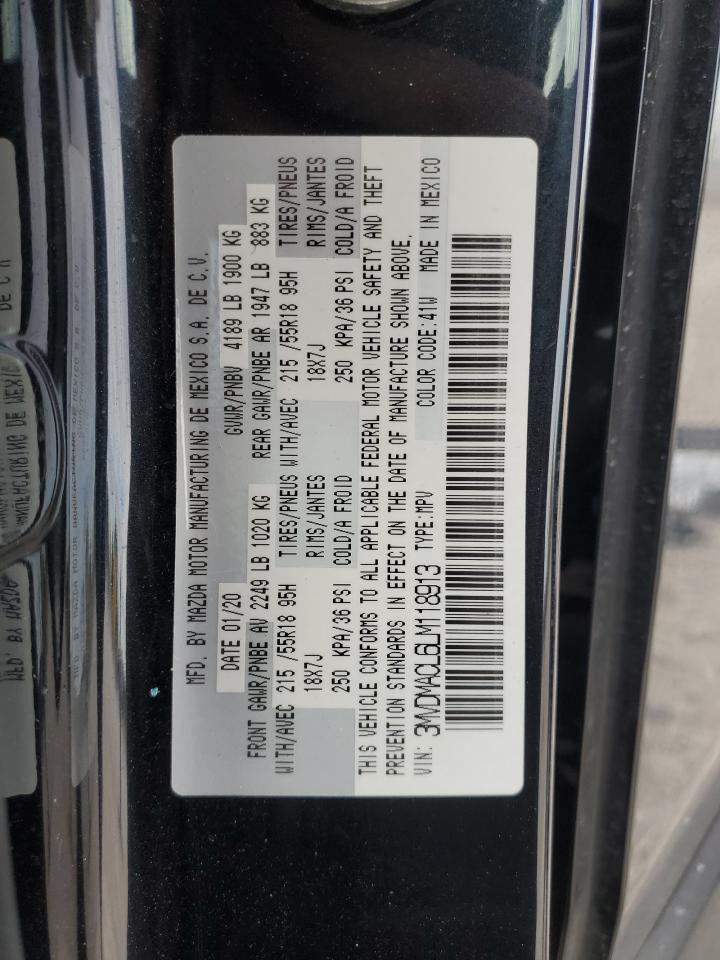 MFD. BY MAZDA MOTOR MANUFACTURING DE MEXICO S.A. DE C.V.
DATE 01/20 GVWR/PNBV 4189 LB 1900 KG
FRONT GAWR/PNBE AV 2249 LB 1020 KG REAR GAWR/PNBE AR 1947 LB 883 KG
WITH/AVEC 215 /55R18 95H TIRES/PNEUS WITH/AVEC 215 /55R18 95H TIRES/PNEUS
18X7J RIMS/JANTES 18X7J RIMS/JANTES
250 KPA/36 PSI COLD/A FROID 250 KPA/36 PSI COLD/A FROID
THIS VEHICLE CONFORMS TO ALL APPLICABLE FEDERAL MOTOR VEHICLE SAFETY AND THEFT
PREVENTION STANDARDS IN EFFECT ON THE DATE OF MANUFACTURE SHOWN ABOVE.
VIN: 3MVDMACL6LM118913 TYPE:MPV COLOR CODE:41W MADE IN MEXICO